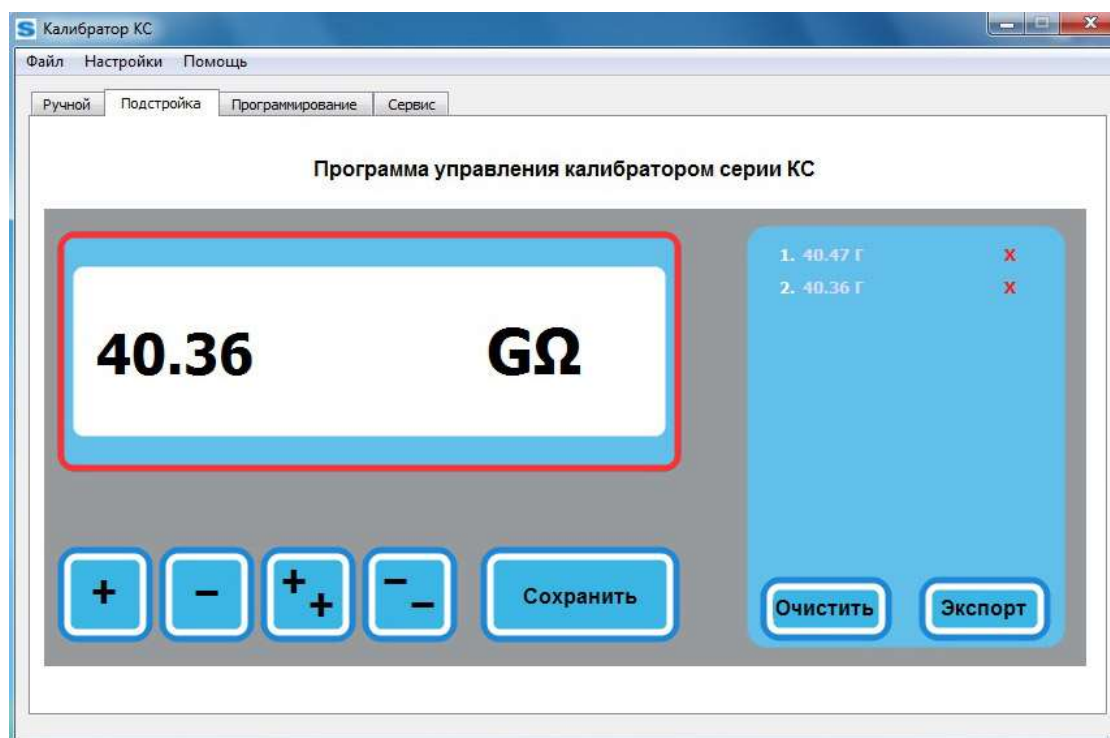 S Калибратор КС
Файл Настройки Помощь
Ручной Подстройка Программирование Сервис
Программа управления калибратором серии КС
40.36 GΩ
1. 40.47 Г X
2. 40.36 Г X
+ − ++ −− Сохранить
Очистить Экспорт